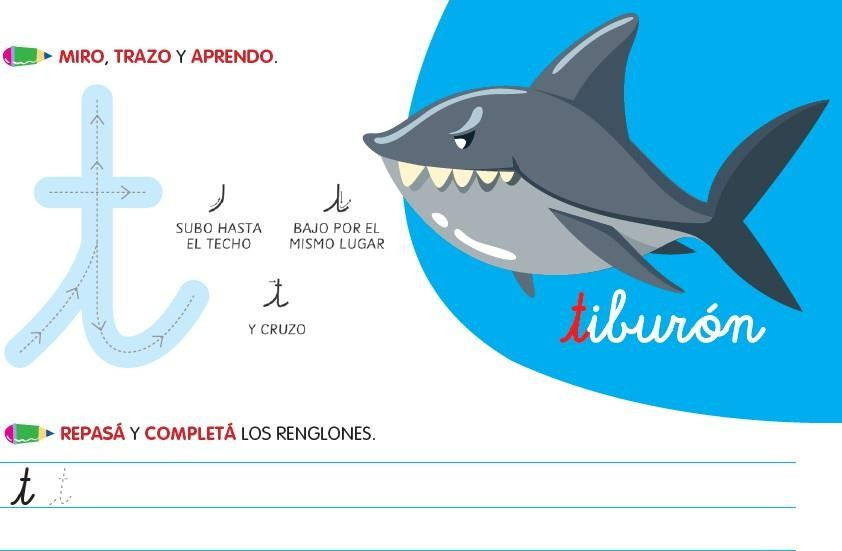 MIRO, TRAZO Y APRENDO.
t
SUBO HASTA
EL TECHO
BAJO POR EL
MISMO LUGAR
t
Y CRUZO
tiburón
REPASÁ Y COMPLETÁ LOS RENGLONES.
t t